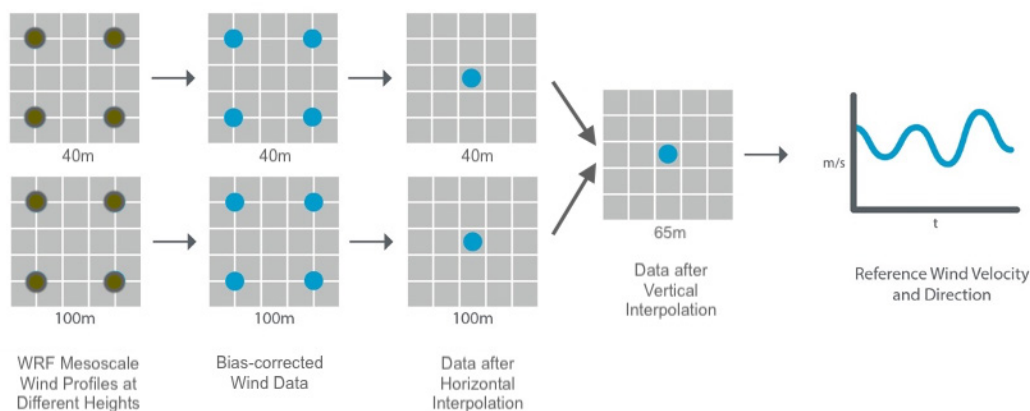 40m
40m
40m
100m
100m
100m
65m
m/s
t
WRF Mesoscale
Wind Profiles at
Different Heights
Bias-corrected
Wind Data
Data after
Horizontal
Interpolation
Data after
Vertical
Interpolation
Reference Wind Velocity
and Direction